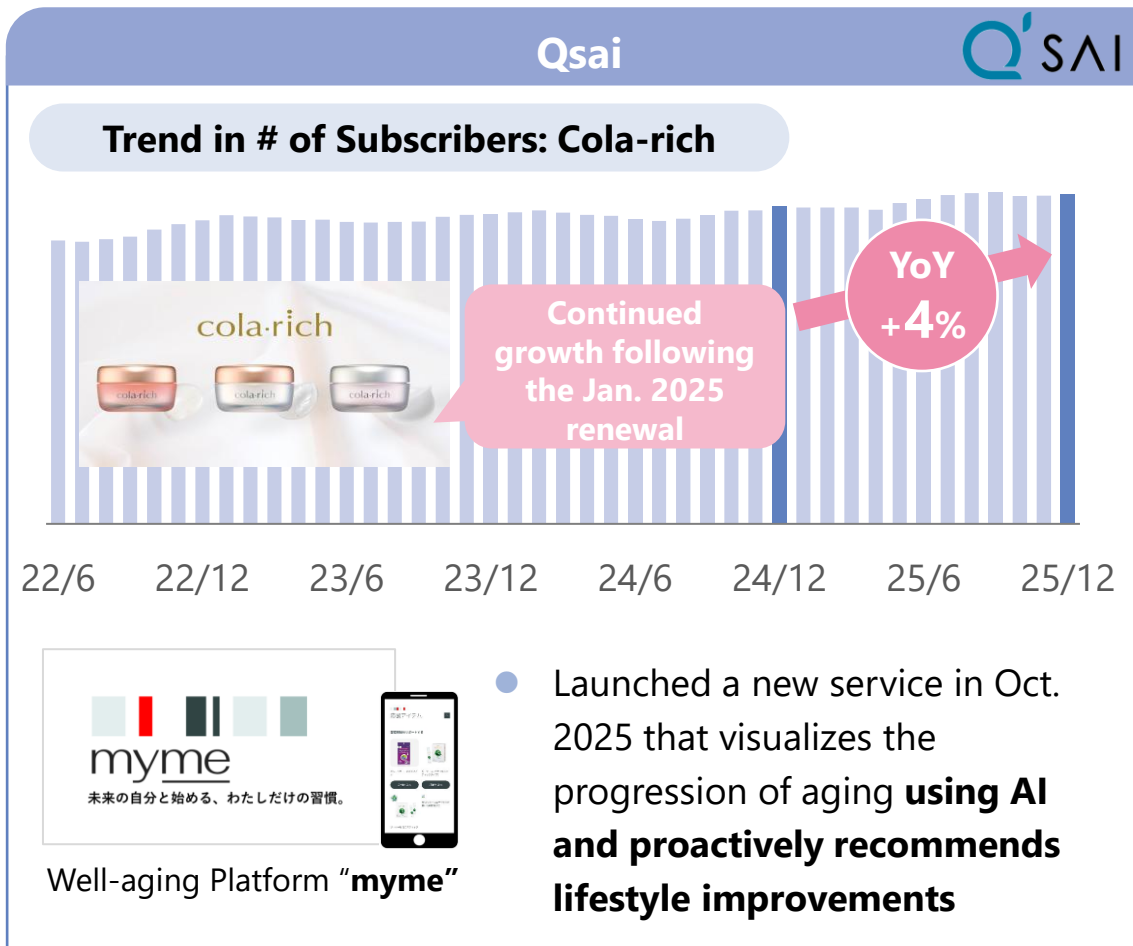 Qsai
Q'SAI
Trend in # of Subscribers: Cola-rich
cola·rich
cola·rich
cola·rich
cola·rich
Continued
growth following
the Jan. 2025
renewal
YoY
+4%
22/6 22/12 23/6 23/12 24/6 24/12 25/6 25/12
myme
未来の自分と始める、わたしだけの習慣。
Well-aging Platform “myme”
● Launched a new service in Oct.
2025 that visualizes the
progression of aging using AI
and proactively recommends
lifestyle improvements